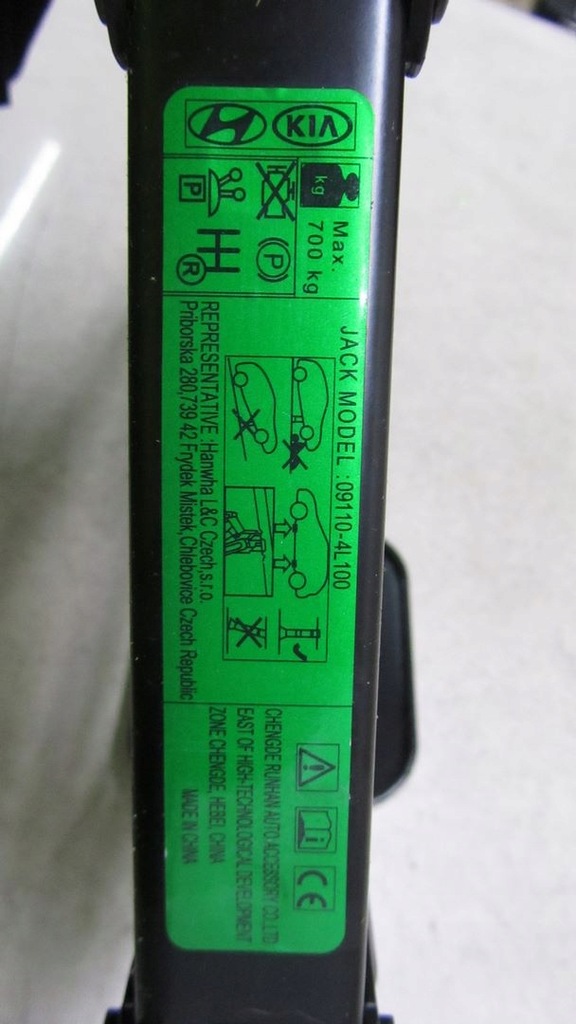 KIA
kg
Max.
700 kg
P
(P)
R
JACK MODEL :09110-4L100
REPRESENTATIVE :Hanwha L&C Czech,s.r.o.
Priborska 280,739 42 Frydek Mistek,Chlebovice Czech Republic
CE
CHENGDE RUNHAN AUTO ACCESSORY CO.,LTD
EAST OF HIGH-TECHNOLOGICAL DEVELOPMENT
ZONE CHENGDE, HEBEI, CHINA
MADE IN CHINA